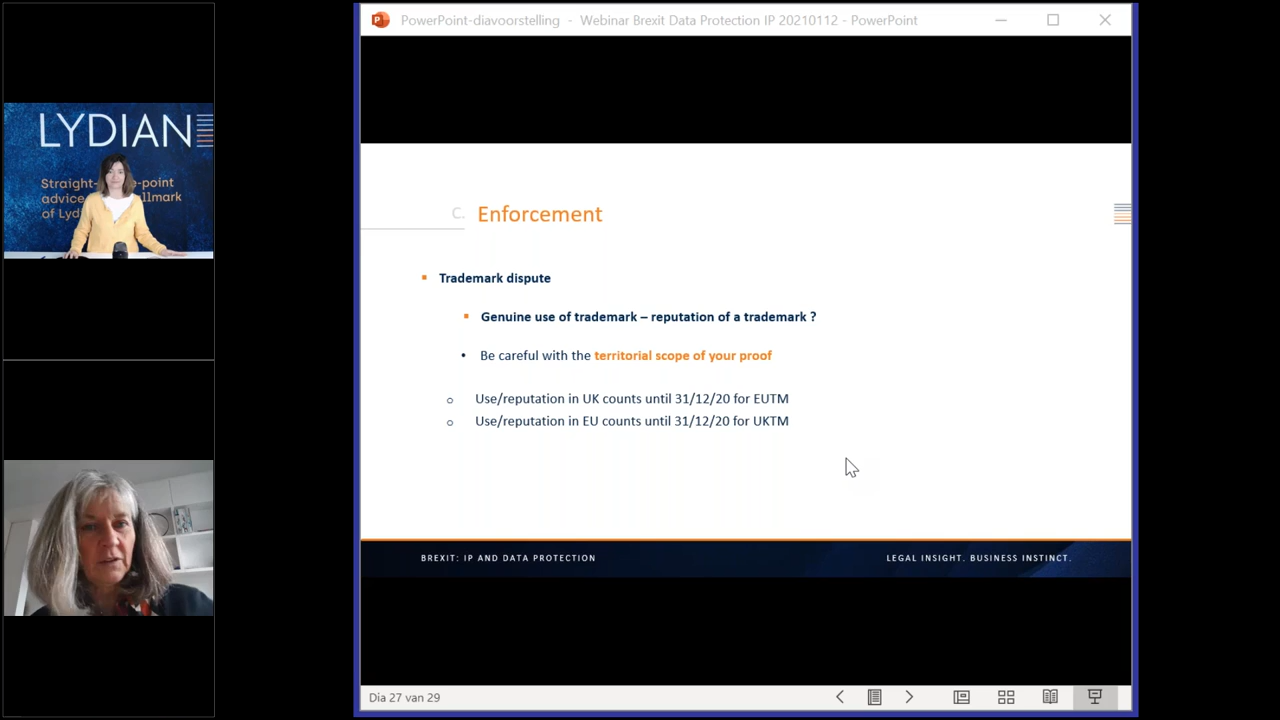 PowerPoint-diavoorstelling - Webinar Brexit Data Protection IP 20210112 - PowerPoint
LYDIAN
Straight- e-point
advice llmark
of Lyd
C. Enforcement
▪ Trademark dispute
▪ Genuine use of trademark – reputation of a trademark ?
• Be careful with the territorial scope of your proof
o Use/reputation in UK counts until 31/12/20 for EUTM
o Use/reputation in EU counts until 31/12/20 for UKTM
BREXIT: IP AND DATA PROTECTION
LEGAL INSIGHT. BUSINESS INSTINCT.
Dia 27 van 29